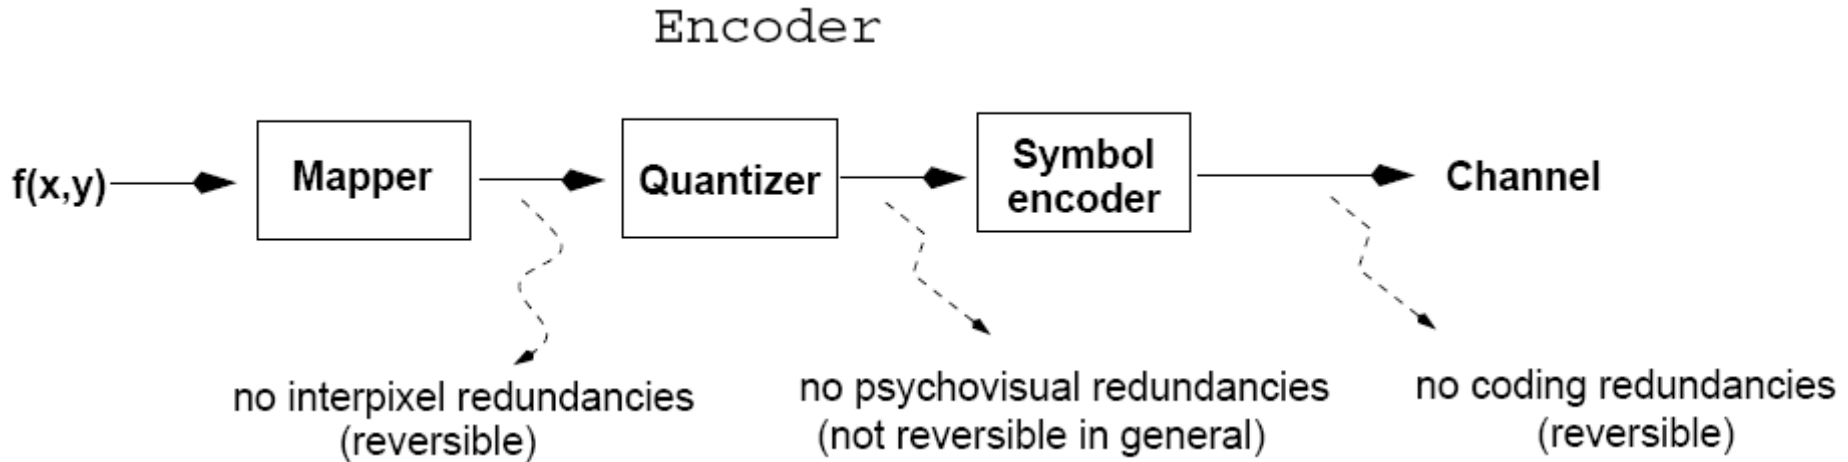 Encoder
f(x,y)
Mapper
Quantizer
Symbol
encoder
Channel
no interpixel redundancies
(reversible)
no psychovisual redundancies
(not reversible in general)
no coding redundancies
(reversible)